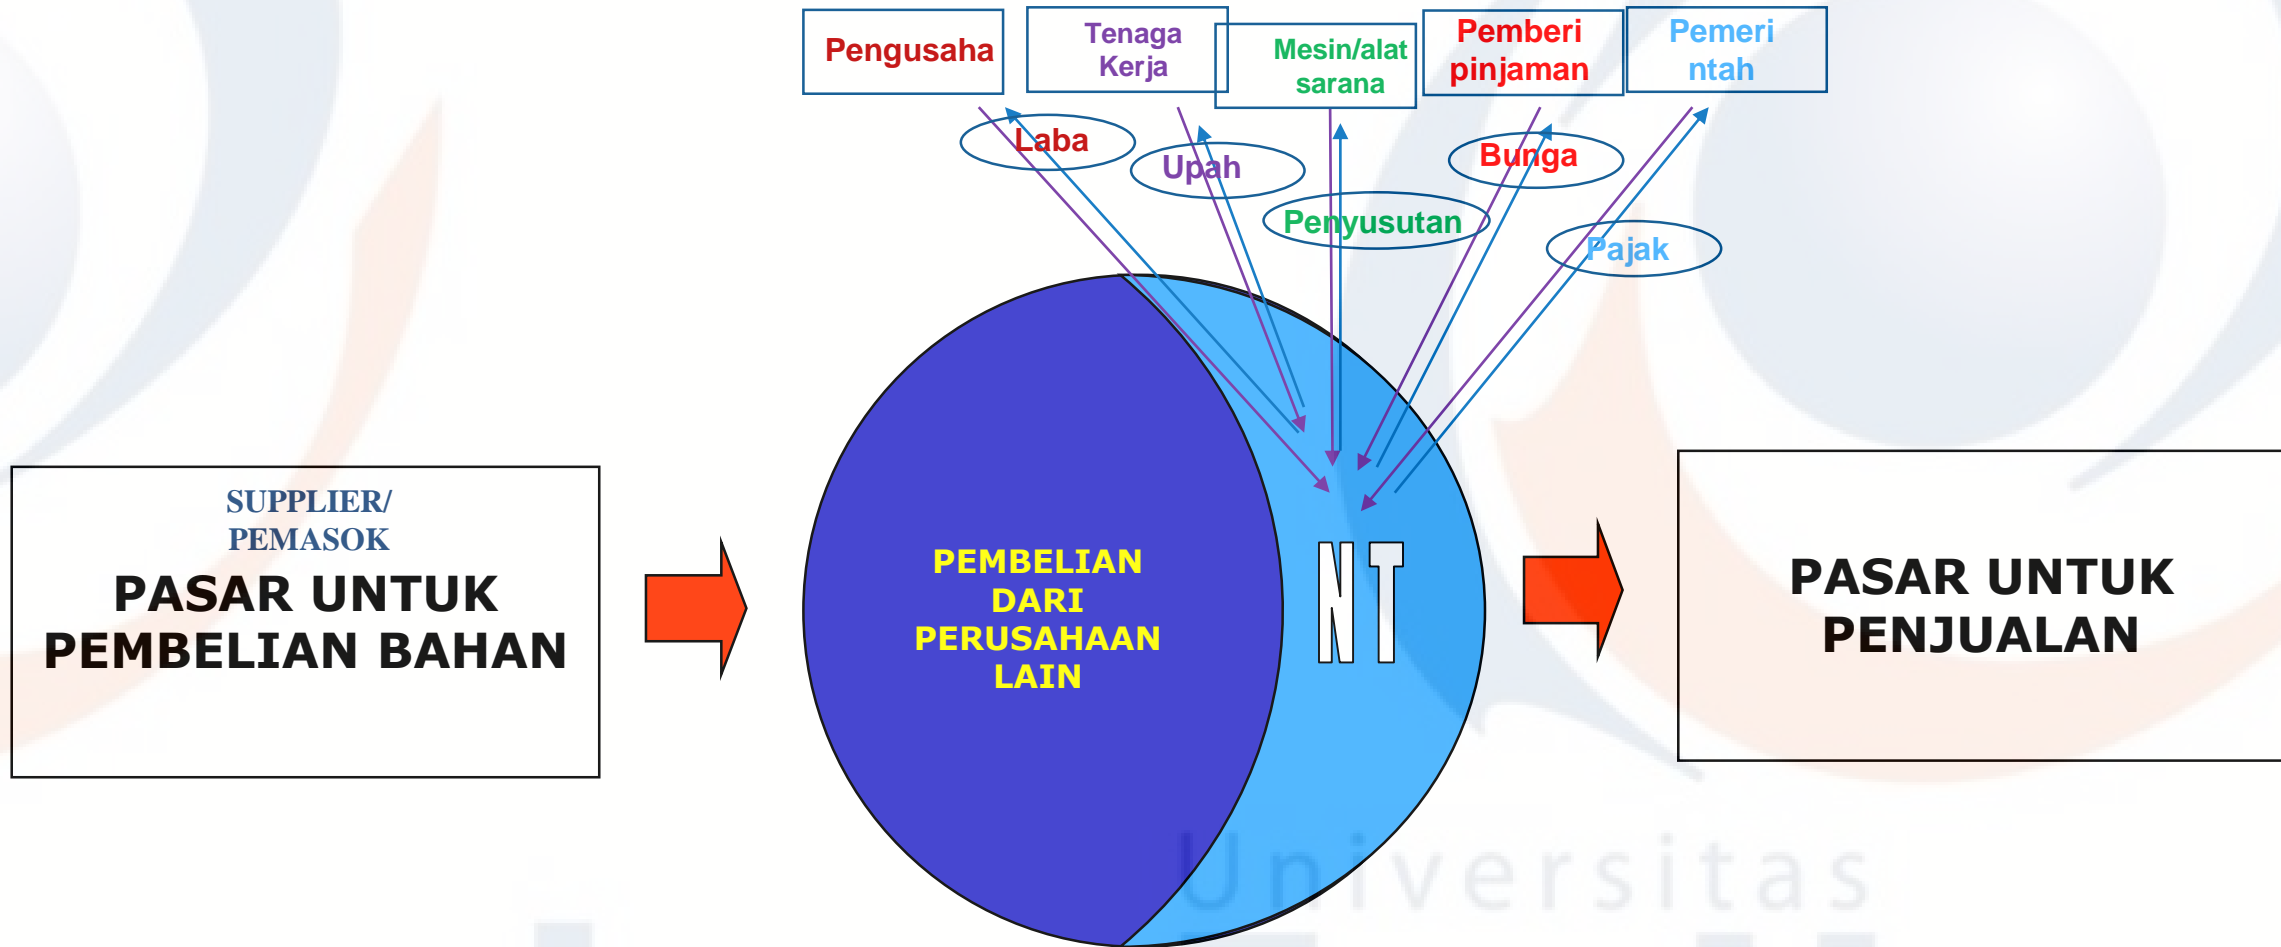 Pengusaha
Tenaga
Kerja
Mesin/alat
sarana
Pemberi
pinjaman
Pemeri
ntah
Laba
Upah
Penyusutan
Bunga
Pajak
SUPPLIER/
PEMASOK
PASAR UNTUK
PEMBELIAN BAHAN
PEMBELIAN
DARI
PERUSAHAAN
LAIN
NT
PASAR UNTUK
PENJUALAN
Universitas